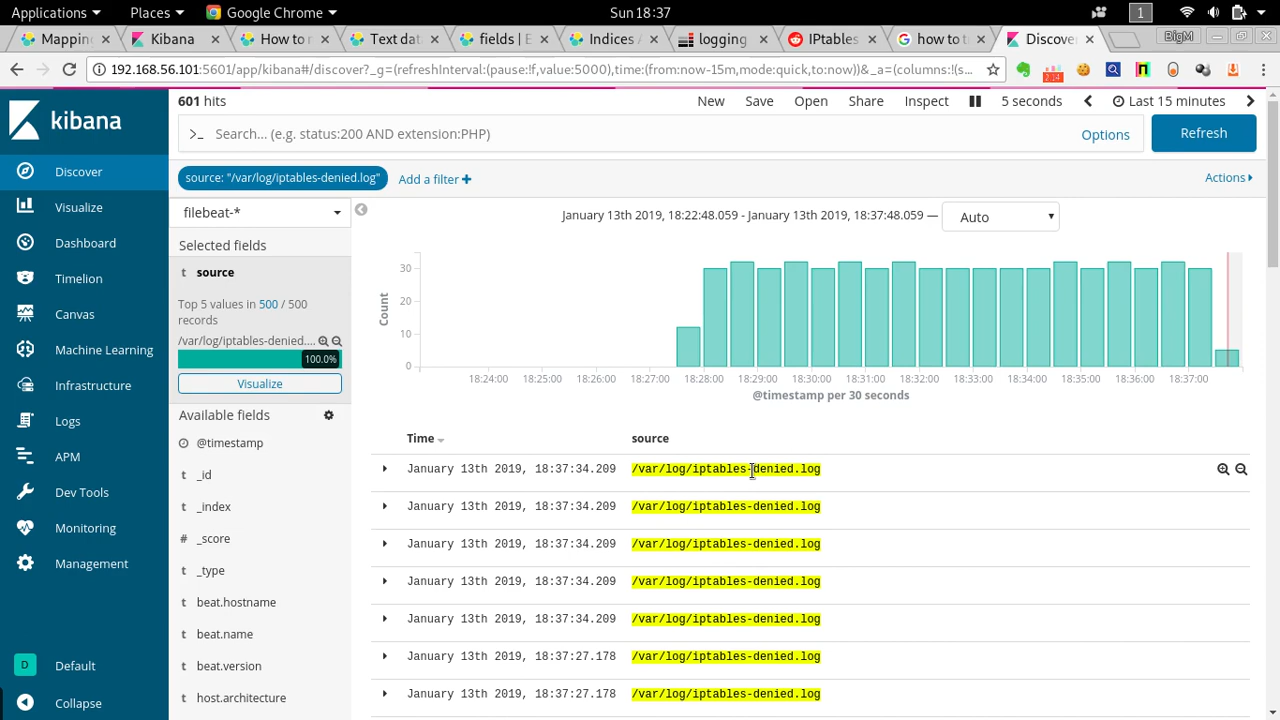 Applications Places Google Chrome Sun 18:37 1
Mappin Kibana How to r Text dat fields | E Indices A logging IPtables how to t Discove BigM
192.168.56.101:5601/app/kibana#/discover?_g=(refreshInterval:(pause:!f,value:5000),time:(from:now-15m,mode:quick,to:now))&_a=(columns:!(s... 2:14
kibana
Discover
Visualize
Dashboard
Timelion
Canvas
Machine Learning
Infrastructure
Logs
APM
Dev Tools
Monitoring
Management
D Default
Collapse
601 hits New Save Open Share Inspect 5 seconds Last 15 minutes
>_ Search... (e.g. status:200 AND extension:PHP) Options Refresh
source: "/var/log/iptables-denied.log" Add a filter + Actions
filebeat-*
Selected fields
t source
Top 5 values in 500 / 500
records
/var/log/iptables-denied....
100.0%
Visualize
Available fields
@timestamp
t _id
t _index
# _score
t _type
t beat.hostname
t beat.name
t beat.version
t host.architecture
January 13th 2019, 18:22:48.059 - January 13th 2019, 18:37:48.059 — Auto
Count
30
20
10
0
18:24:00 18:25:00 18:26:00 18:27:00 18:28:00 18:29:00 18:30:00 18:31:00 18:32:00 18:33:00 18:34:00 18:35:00 18:36:00 18:37:00
@timestamp per 30 seconds
Time source
January 13th 2019, 18:37:34.209 /var/log/iptables-denied.log
January 13th 2019, 18:37:34.209 /var/log/iptables-denied.log
January 13th 2019, 18:37:34.209 /var/log/iptables-denied.log
January 13th 2019, 18:37:34.209 /var/log/iptables-denied.log
January 13th 2019, 18:37:34.209 /var/log/iptables-denied.log
January 13th 2019, 18:37:27.178 /var/log/iptables-denied.log
January 13th 2019, 18:37:27.178 /var/log/iptables-denied.log